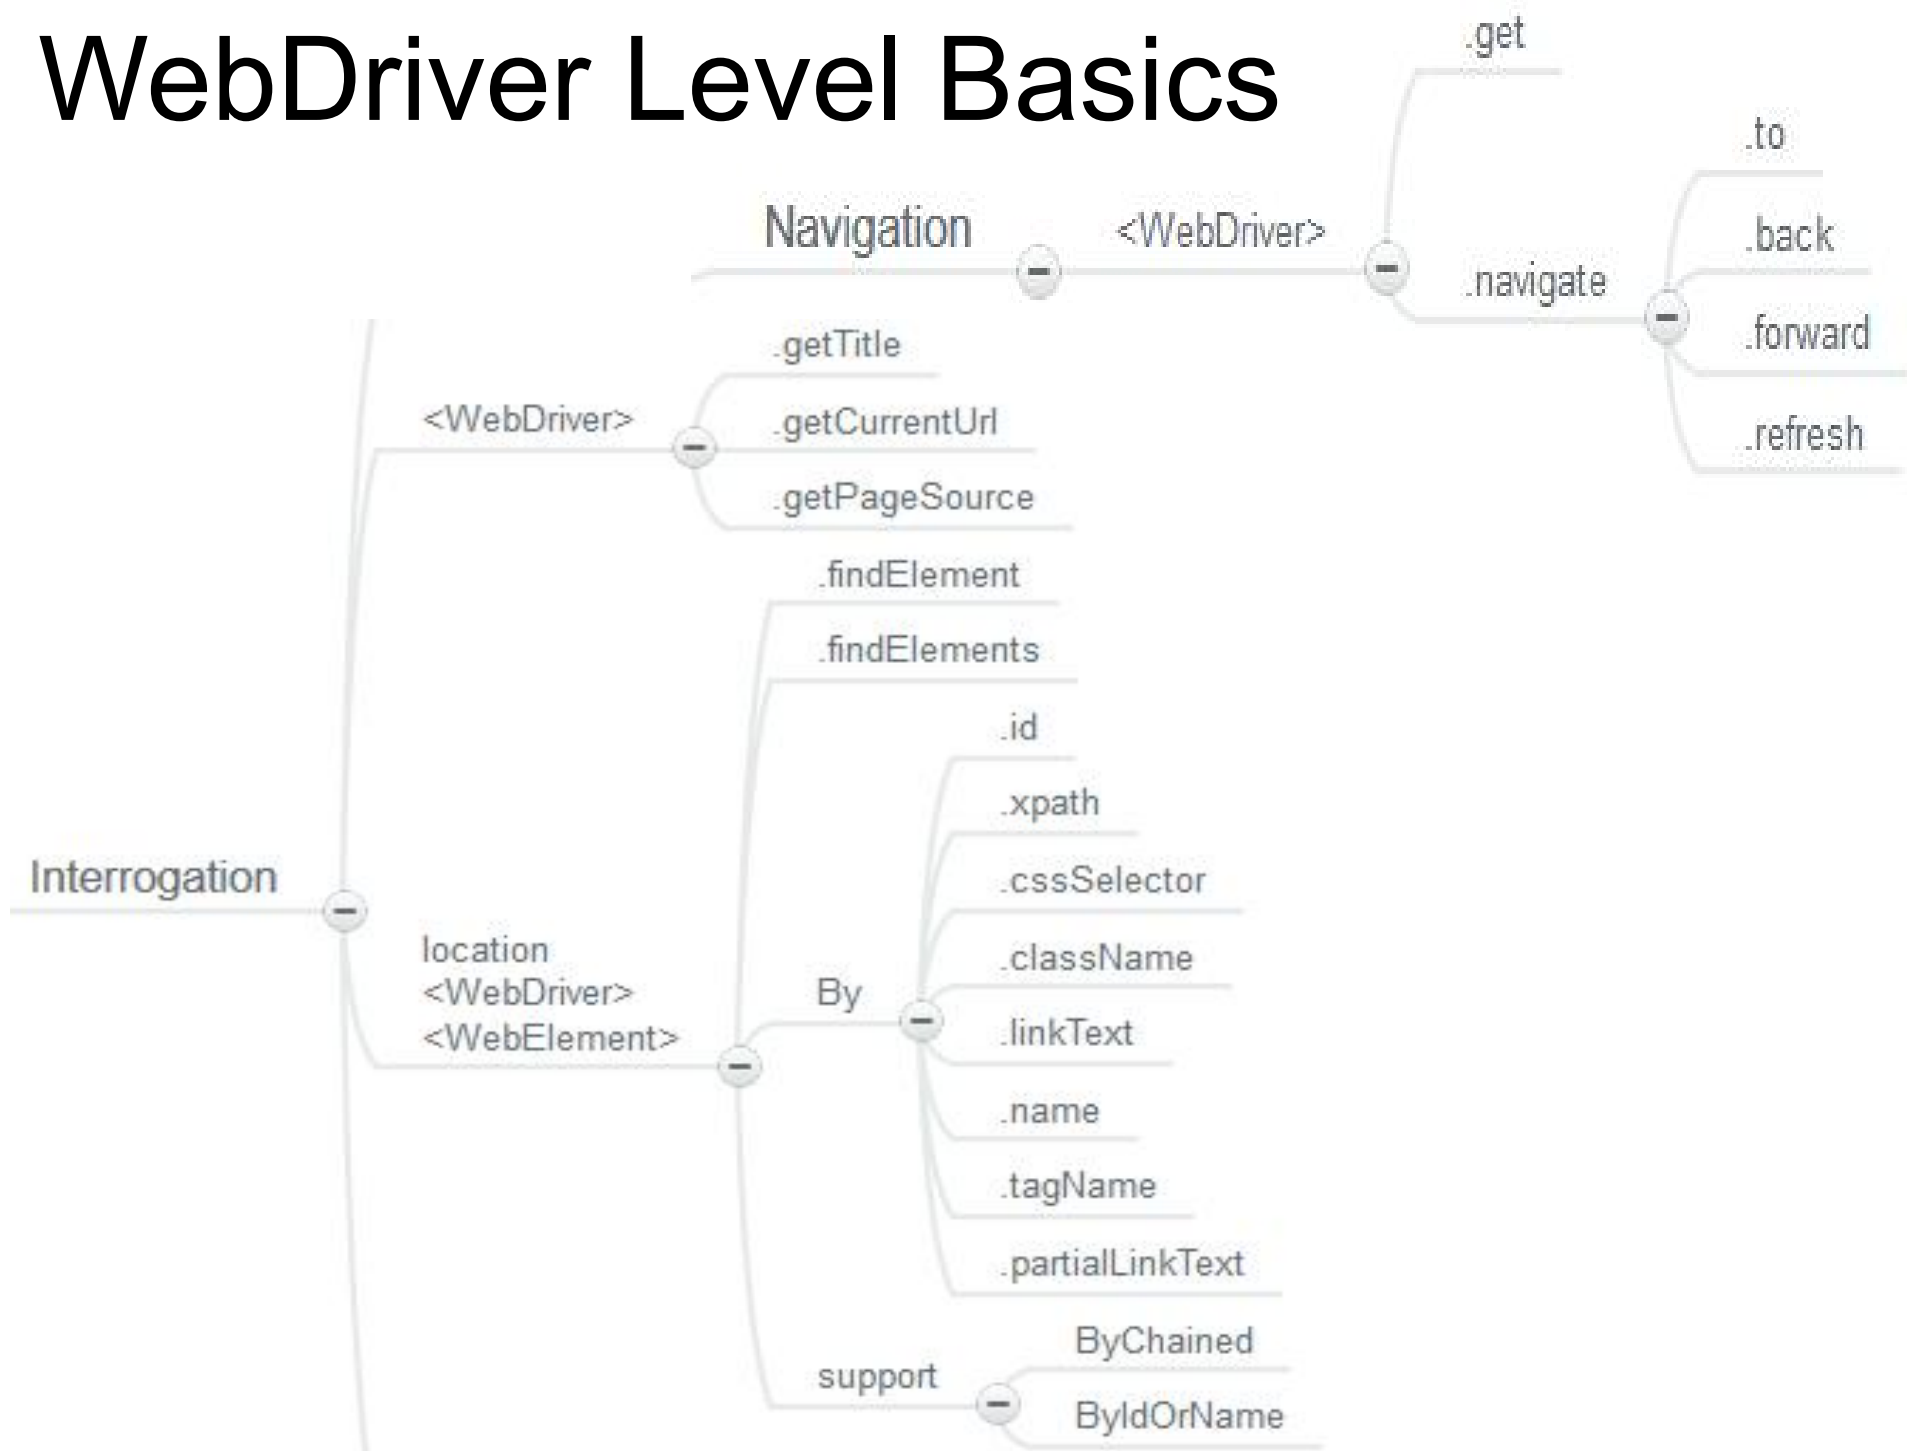 WebDriver Level Basics
.get
.to
Navigation
<WebDriver>
.back
.navigate
.forward
.refresh
.getTitle
<WebDriver>
.getCurrentUrl
.getPageSource
.findElement
.findElements
.id
.xpath
Interrogation
.cssSelector
location
<WebDriver>
<WebElement>
By
.className
.linkText
.name
.tagName
.partialLinkText
support
ByChained
ByIdOrName